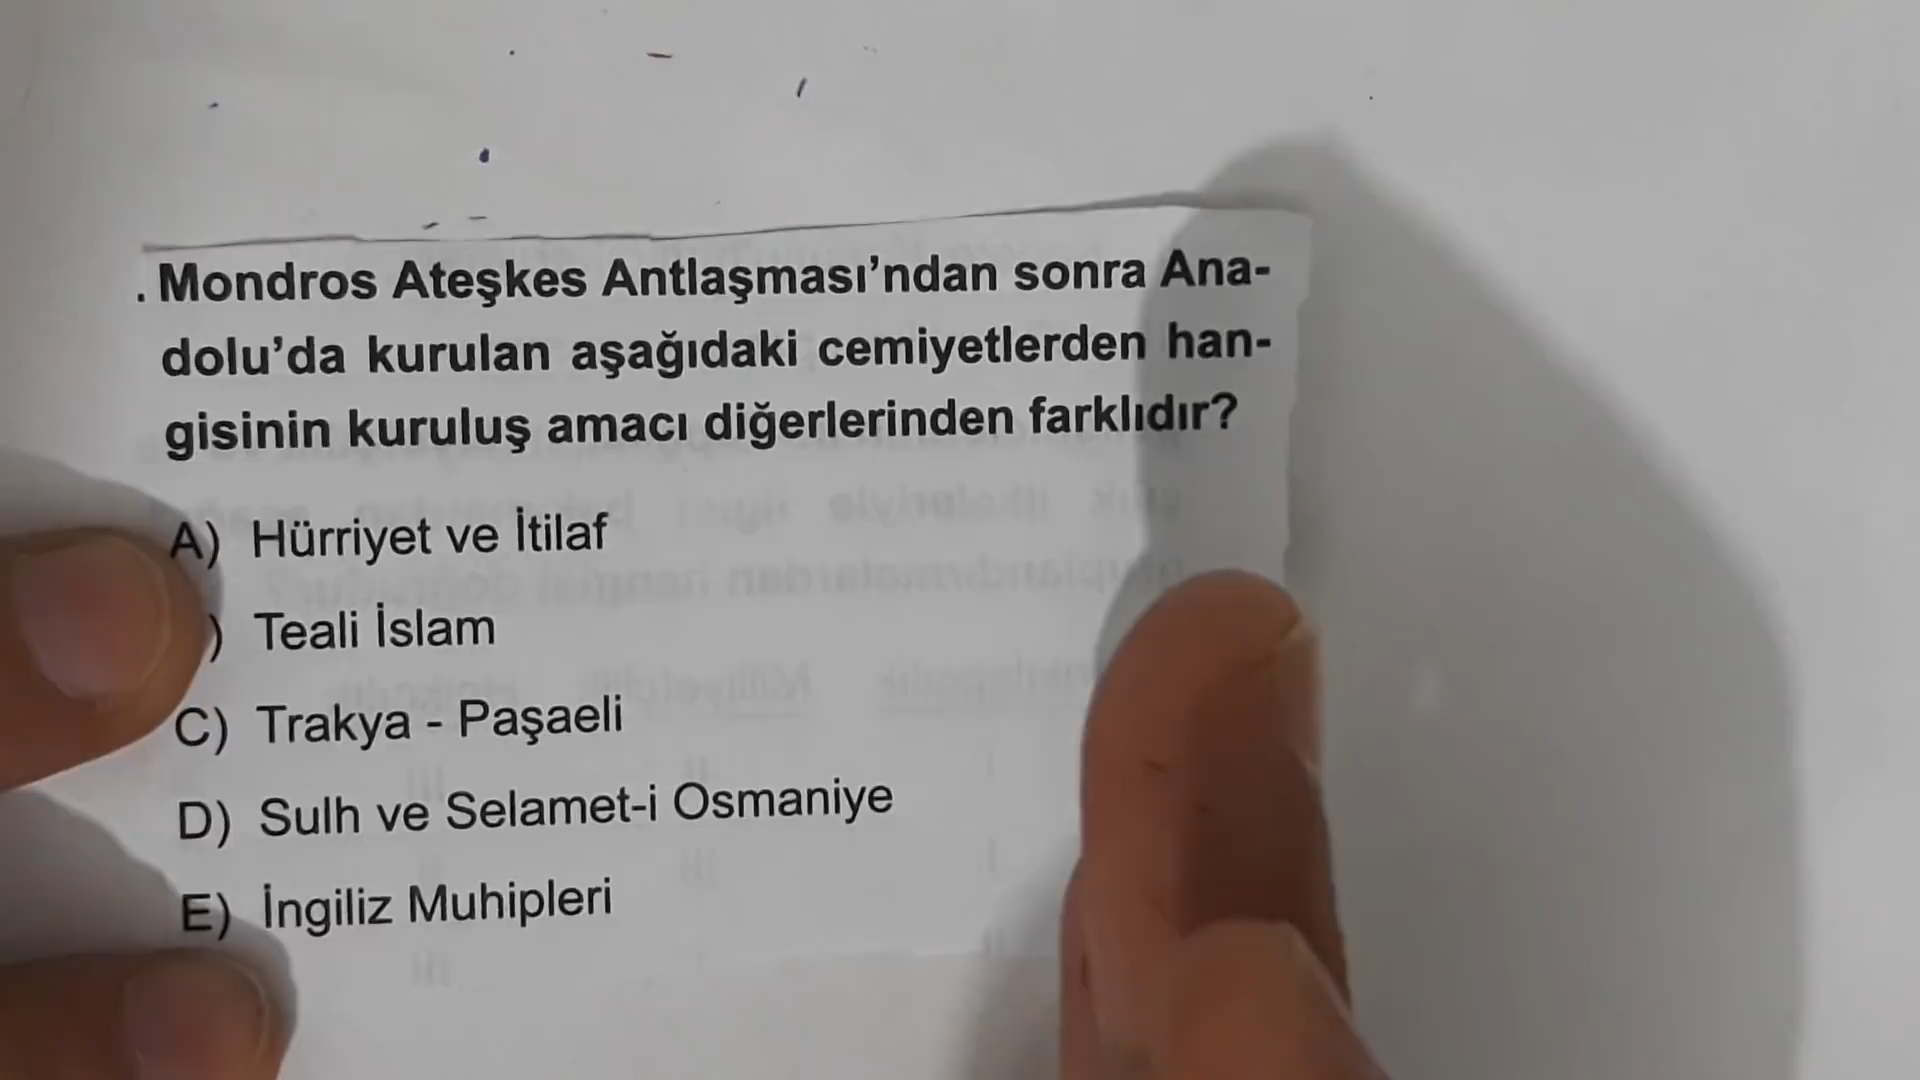 . Mondros Ateşkes Antlaşması’ndan sonra Ana-
dolu’da kurulan aşağıdaki cemiyetlerden han-
gisinin kuruluş amacı diğerlerinden farklıdır?
A) Hürriyet ve İtilaf
) Teali İslam
C) Trakya - Paşaeli
D) Sulh ve Selamet-i Osmaniye
E) İngiliz Muhipleri